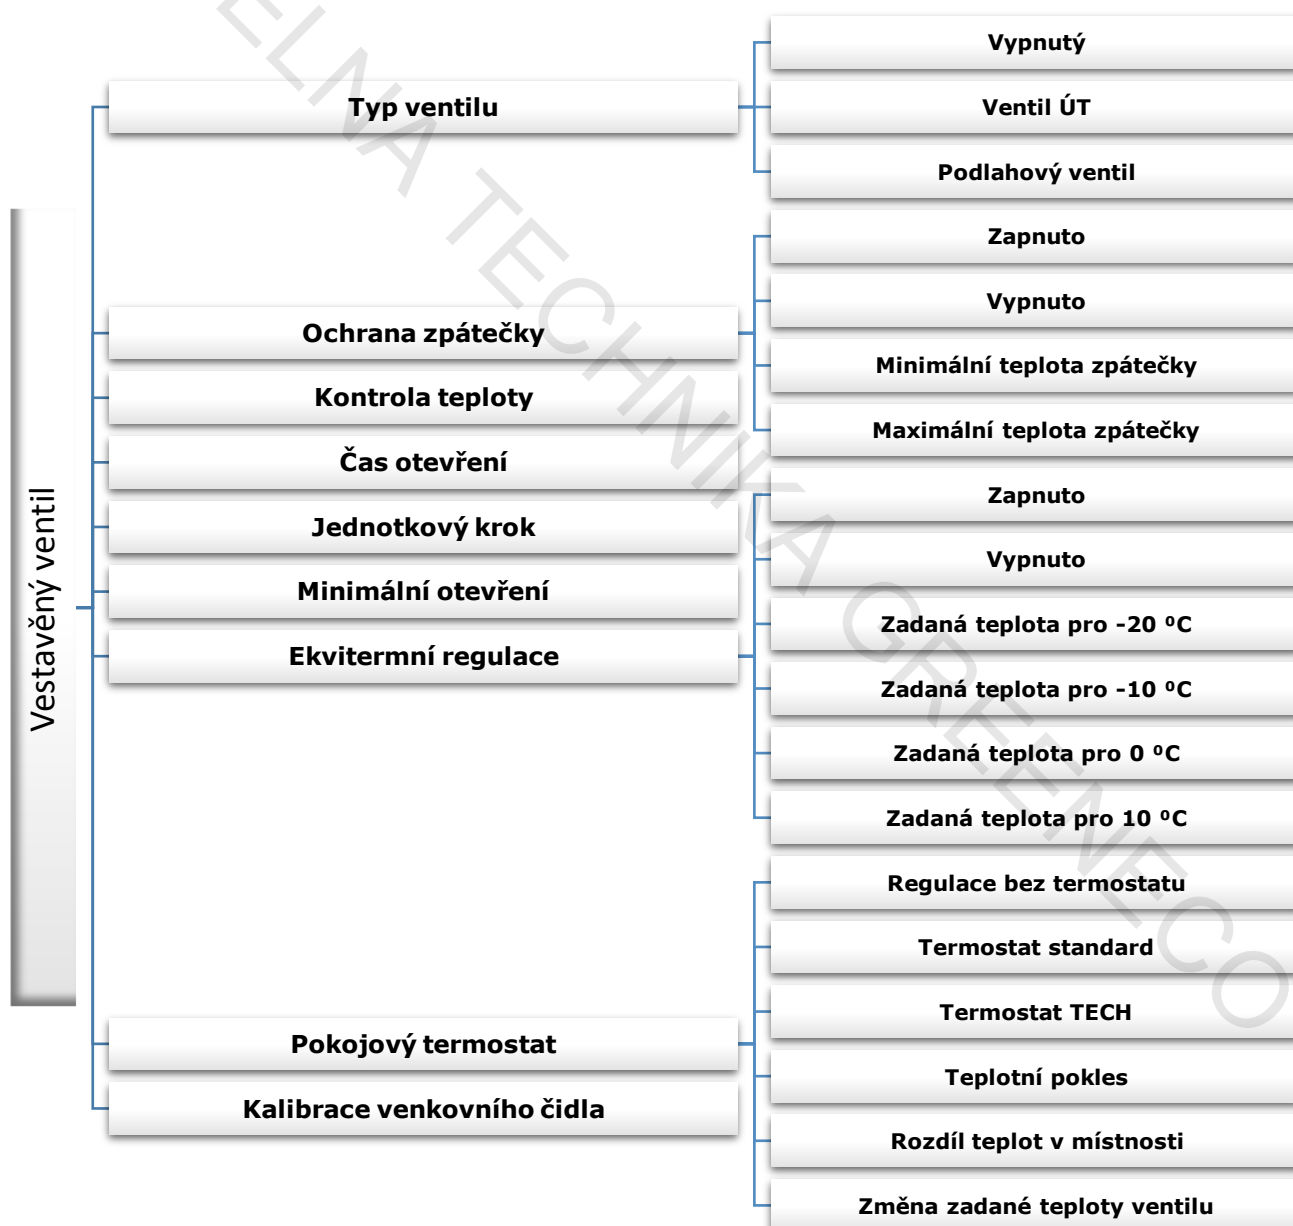 Vestavěný ventil
Typ ventilu
Vypnutý
Ventil ÚT
Podlahový ventil
Ochrana zpátečky
Zapnuto
Vypnuto
Minimální teplota zpátečky
Maximální teplota zpátečky
Kontrola teploty
Čas otevření
Jednotkový krok
Minimální otevření
Ekvitermní regulace
Zapnuto
Vypnuto
Zadaná teplota pro -20 ºC
Zadaná teplota pro -10 ºC
Zadaná teplota pro 0 ºC
Zadaná teplota pro 10 ºC
Pokojový termostat
Regulace bez termostatu
Termostat standard
Termostat TECH
Teplotní pokles
Rozdíl teplot v místnosti
Změna zadané teploty ventilu
Kalibrace venkovního čidla
TECHNIKA GREENECO